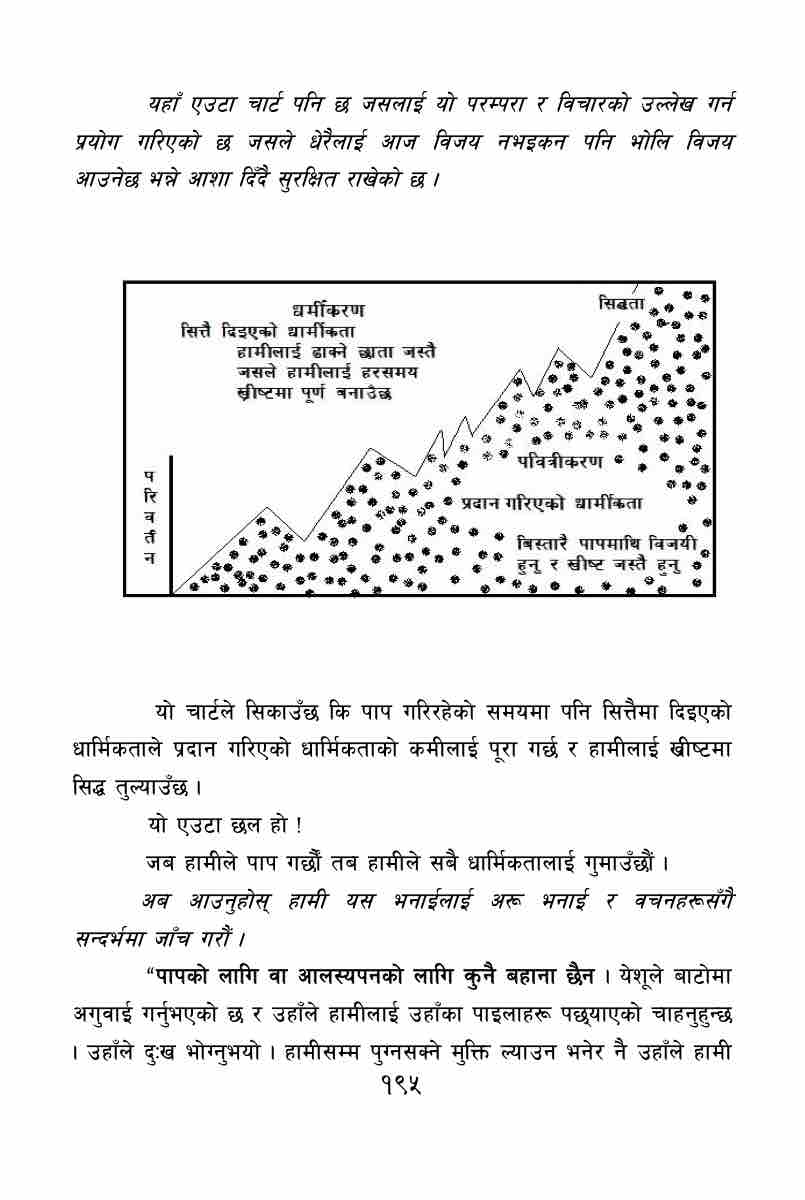 यहाँ एउटा चार्ट पनि छ जसलाई यो परम्परा र विचारको उल्लेख गर्न
प्रयोग गरिएको छ जसले धेरैलाई आज विजय नभइकन पनि भोलि विजय
आउनेछ भन्ने आशा दिँदै सुरक्षित राखेको छ ।
धर्मीकरण
सित्तै दिइएको धार्मीकता
हामीलाई ढाक्ने छाता जस्तै
जसले हामीलाई हरसमय
ख्रीष्टमा पूर्ण बनाउँछ
सिद्धता
परिवर्तन
पवित्रीकरण
प्रदान गरिएको धार्मीकता
बिस्तारै पापमाथि विजयी
हुनु र ख्रीष्ट जस्तै हुनु
यो चार्टले सिकाउँछ कि पाप गरिरहेको समयमा पनि सित्तैमा दिइएको
धार्मिकताले प्रदान गरिएको धार्मिकताको कमीलाई पूरा गर्छ र हामीलाई ख्रीष्टमा
सिद्ध तुल्याउँछ ।
यो एउटा छल हो !
जब हामीले पाप गर्छौं तब हामीले सबै धार्मिकतालाई गुमाउँछौं ।
अब आउनुहोस् हामी यस भनाईलाई अरू भनाई र वचनहरूसँगै
सन्दर्भमा जाँच गरौं ।
“पापको लागि वा आलस्यपनको लागि कुनै बहाना छैन । येशूले बाटोमा
अगुवाई गर्नुभएको छ र उहाँले हामीलाई उहाँका पाइलाहरू पछ्याएको चाहनुहुन्छ
। उहाँले दुःख भोग्नुभयो । हामीसम्म पुग्नसक्ने मुक्ति ल्याउन भनेर नै उहाँले हामी
१९५